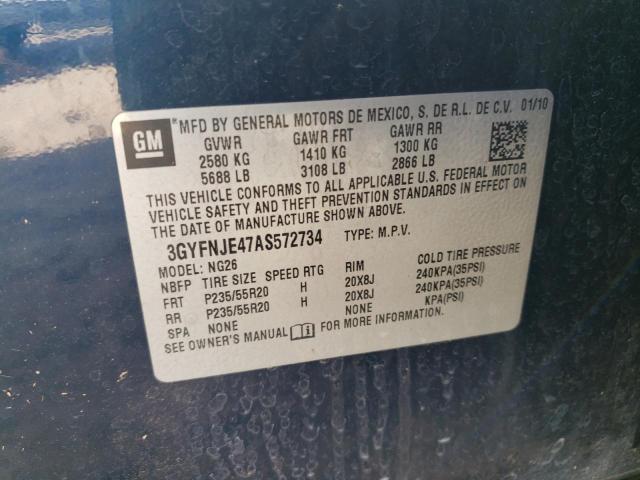 GM
*MFD BY GENERAL MOTORS DE MEXICO, S. DE R.L. DE C.V. 01/10
GVWR GAWR FRT GAWR RR
2580 KG 1410 KG 1300 KG
5688 LB 3108 LB 2866 LB
THIS VEHICLE CONFORMS TO ALL APPLICABLE U.S. FEDERAL MOTOR
VEHICLE SAFETY AND THEFT PREVENTION STANDARDS IN EFFECT ON
THE DATE OF MANUFACTURE SHOWN ABOVE.
3GYFNJE47AS572734 TYPE: M.P.V.
MODEL: NG26
NBFP TIRE SIZE SPEED RTG RIM COLD TIRE PRESSURE
FRT P235/55R20 H 20X8J 240KPA(35PSI)
RR P235/55R20 H 20X8J 240KPA(35PSI)
SPA NONE KPA(PSI)
SEE OWNER'S MANUAL i FOR MORE INFORMATION.